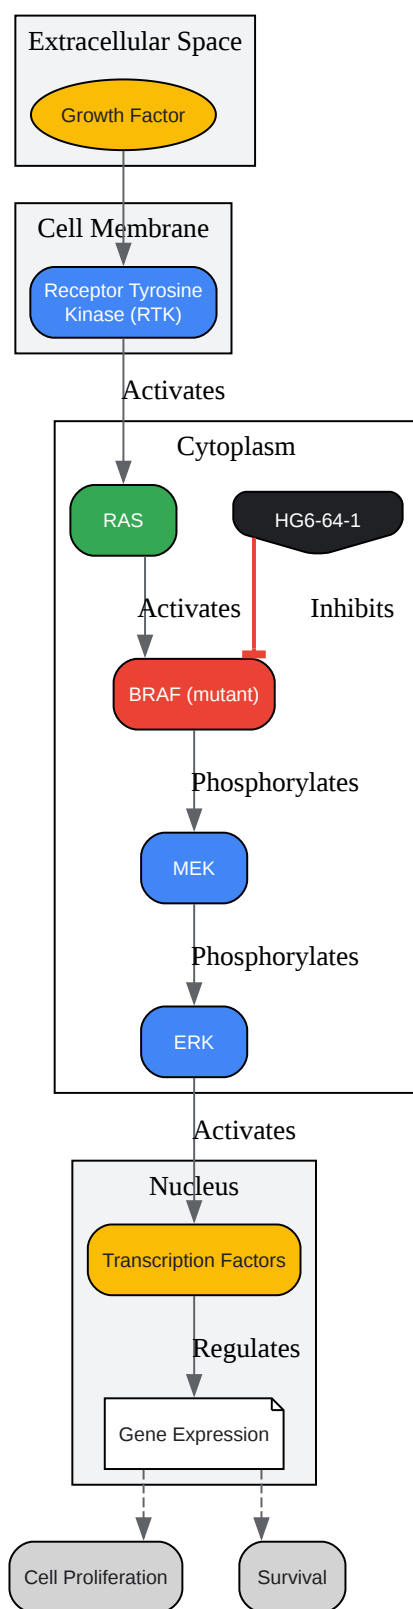 Extracellular Space
Growth Factor
Cell Membrane
Receptor Tyrosine
Kinase (RTK)
Activates
Cytoplasm
RAS
HG6-64-1
Activates
Inhibits
BRAF (mutant)
Phosphorylates
MEK
Phosphorylates
ERK
Activates
Nucleus
Transcription Factors
Regulates
Gene Expression
Cell Proliferation
Survival